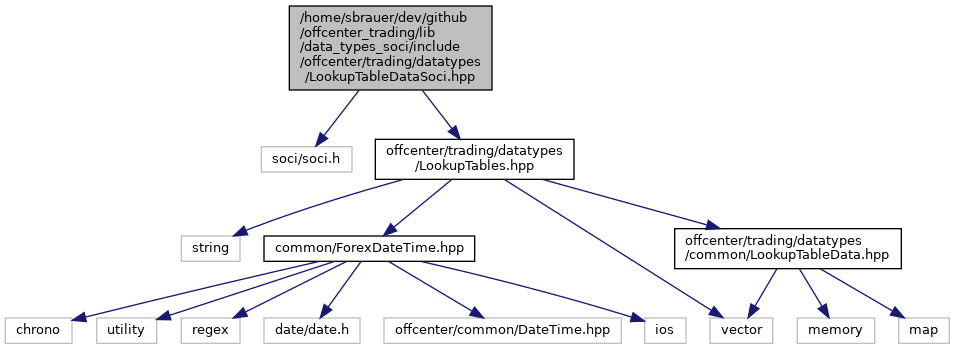 /home/sbrauer/dev/github
/offcenter_trading/lib
/data_types_soci/include
/offcenter/trading/datatypes
/LookupTableDataSoci.hpp
soci/soci.h
offcenter/trading/datatypes
/LookupTables.hpp
string
common/ForexDateTime.hpp
offcenter/trading/datatypes
/common/LookupTableData.hpp
chrono
utility
regex
date/date.h
offcenter/common/DateTime.hpp
ios
vector
memory
map